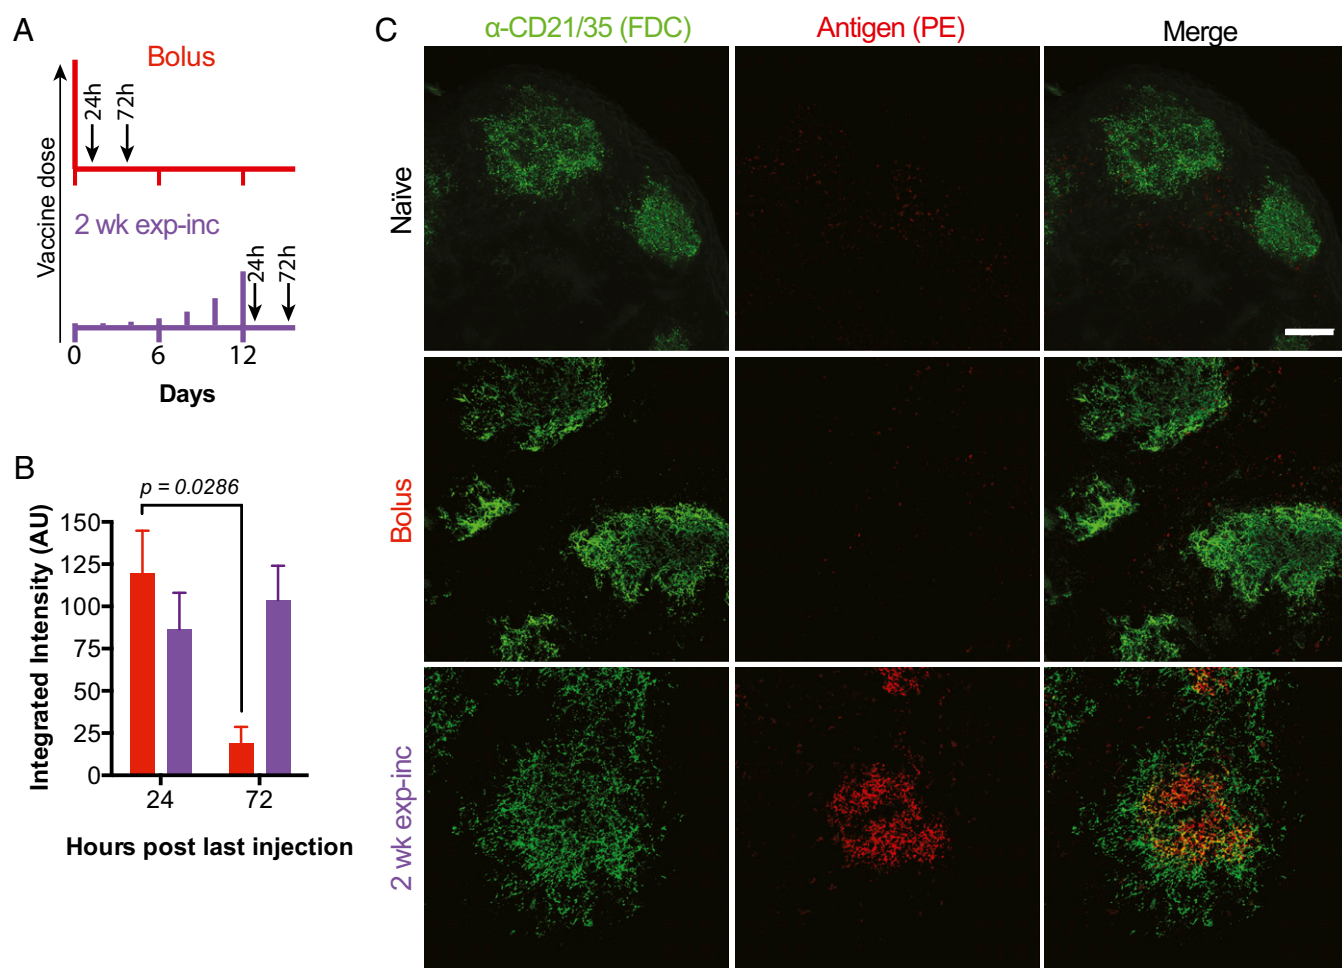 A
Bolus
24h
72h
2 wk exp-inc
24h
72h
Vaccine dose
0 6 12
Days
B
p = 0.0286
Integrated Intensity (AU)
150
125
100
75
50
25
0
24 72
Hours post last injection
C
α-CD21/35 (FDC) Antigen (PE) Merge
Naïve
Bolus
2 wk exp-inc